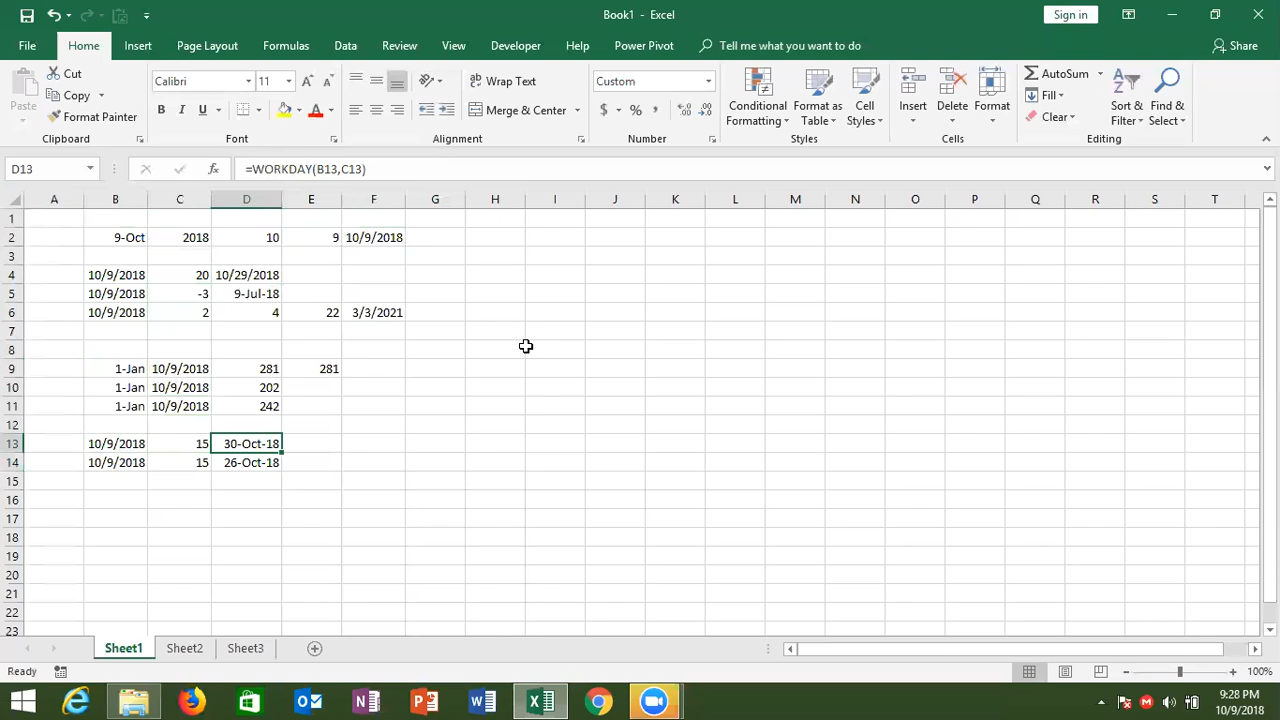 Book1 - Excel
Sign in
File Home Insert Page Layout Formulas Data Review View Developer Help Power Pivot Tell me what you want to do Share
Paste Cut Copy Format Painter Clipboard
Calibri 11 B I U A A A Font
Wrap Text Merge & Center Alignment
Custom $ % , Number
Conditional Formatting Format as Table Cell Styles Styles
Insert Delete Format Cells
AutoSum Fill Clear Sort & Filter Find & Select Editing
D13 fx =WORKDAY(B13,C13)
A B C D E F G H I J K L M N O P Q R S T
1
2 9-Oct 2018 10 9 10/9/2018
3
4 10/9/2018 20 10/29/2018
5 10/9/2018 -3 9-Jul-18
6 10/9/2018 2 4 22 3/3/2021
7
8
9 1-Jan 10/9/2018 281 281
10 1-Jan 10/9/2018 202
11 1-Jan 10/9/2018 242
12
13 10/9/2018 15 30-Oct-18
14 10/9/2018 15 26-Oct-18
15
16
17
18
19
20
21
22
23
Sheet1 Sheet2 Sheet3
Ready 100%
9:28 PM
10/9/2018